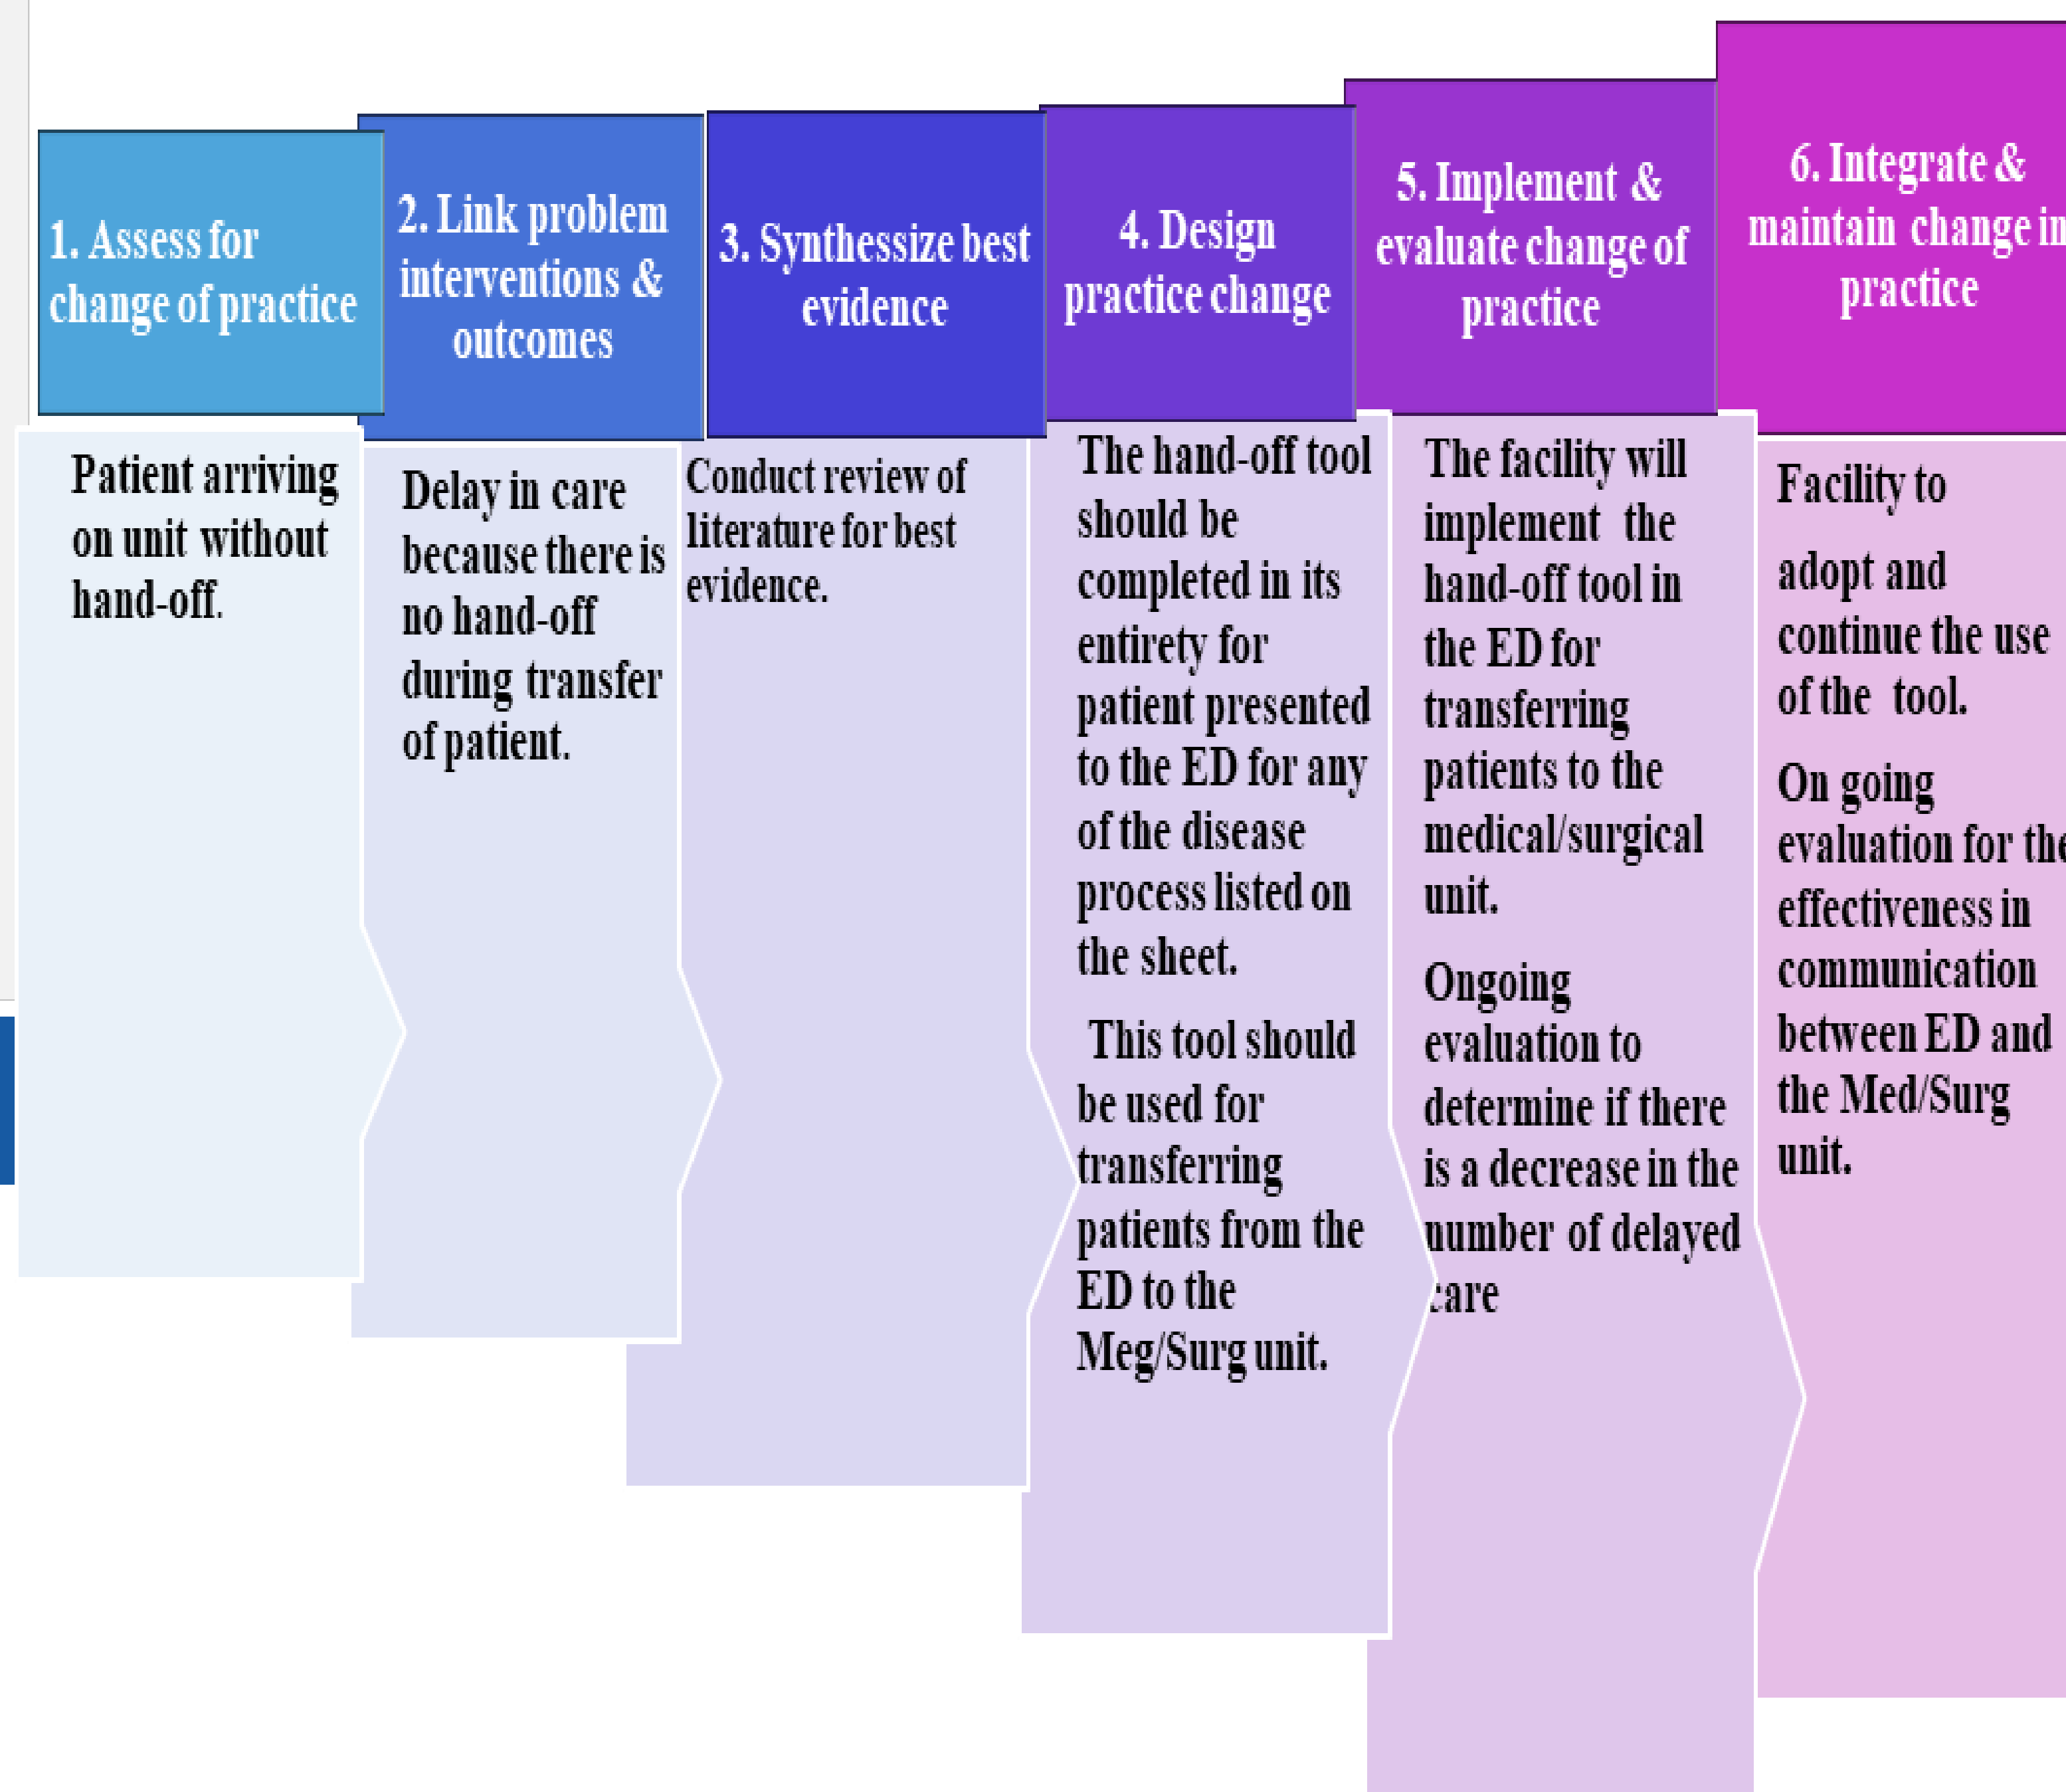 1. Assess for
change of practice
Patient arriving
on unit without
hand-off.
2. Link problem
interventions &
outcomes
Delay in care
because there is
no hand-off
during transfer
of patient.
3. Synthessize best
evidence
Conduct review of
literature for best
evidence.
4. Design
practice change
The hand-off tool
should be
completed in its
entirety for
patient presented
to the ED for any
of the disease
process listed on
the sheet.
This tool should
be used for
transferring
patients from the
ED to the
Meg/Surg unit.
5. Implement &
evaluate change of
practice
The facility will
implement the
hand-off tool in
the ED for
transferring
patients to the
medical/surgical
unit.
Ongoing
evaluation to
determine if there
is a decrease in the
number of delayed
care
6. Integrate &
maintain change in
practice
Facility to
adopt and
continue the use
of the tool.
On going
evaluation for the
effectiveness in
communication
between ED and
the Med/Surg
unit.